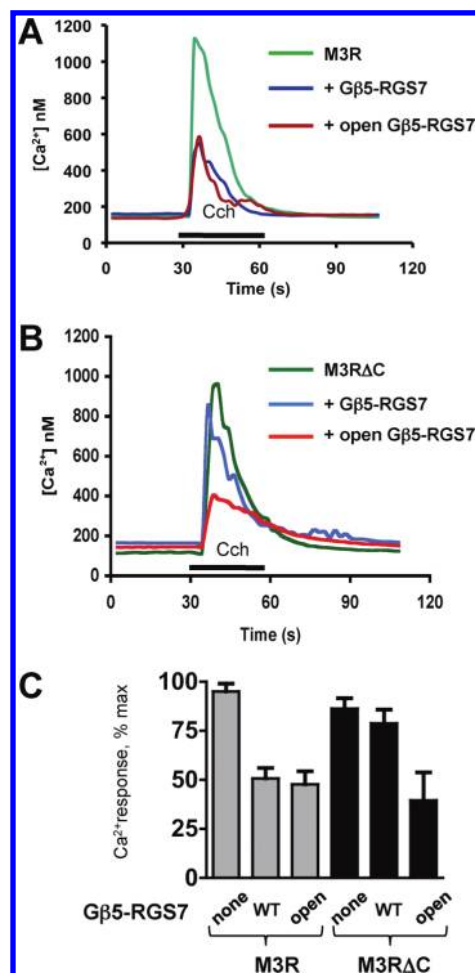 A
1200
1000
800
600
400
200
0
[Ca²⁺] nM
M3R
+ Gβ5-RGS7
+ open Gβ5-RGS7
Cch
0 30 60 90 120
Time (s)
B
1200
1000
800
600
400
200
0
[Ca²⁺] nM
M3RΔC
+ Gβ5-RGS7
+ open Gβ5-RGS7
Cch
0 30 60 90 120
Time (s)
C
100
75
50
25
Ca²⁺response, % max
Gβ5-RGS7 none WT open none WT open
M3R M3RΔC